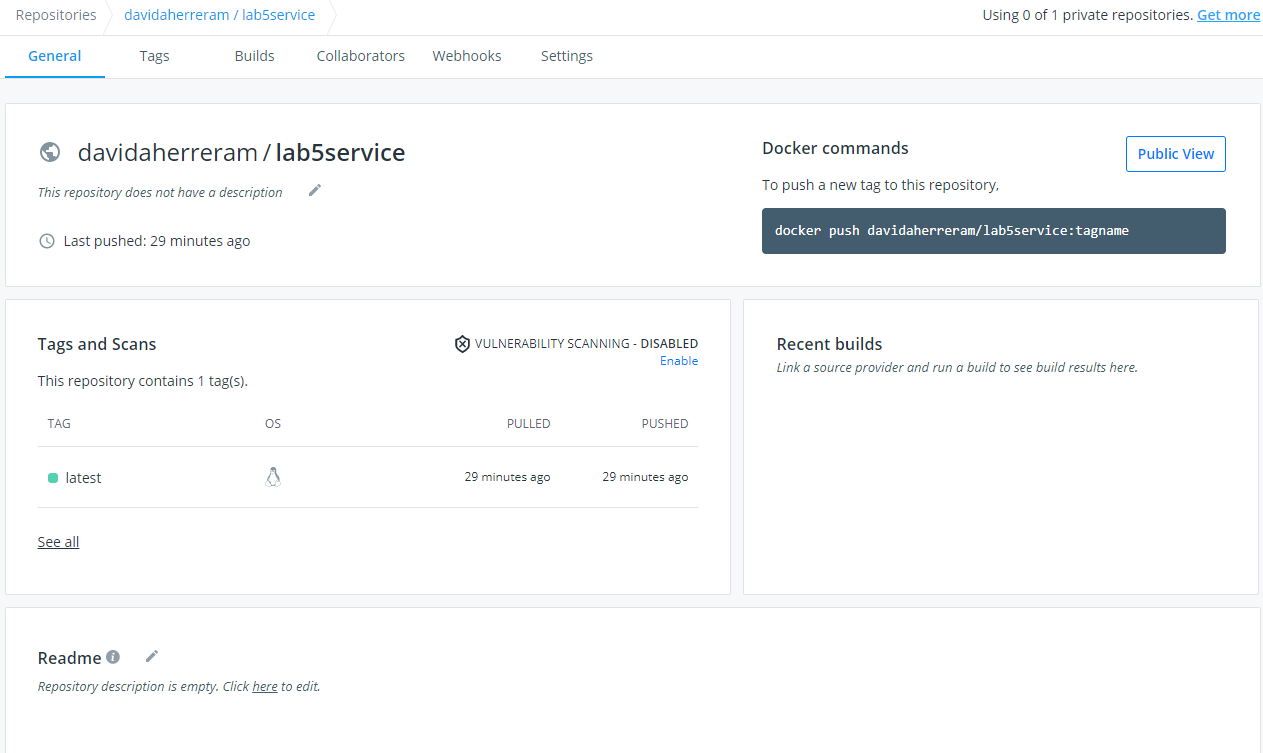 Repositories davidaherreram / lab5service Using 0 of 1 private repositories. Get more
General Tags Builds Collaborators Webhooks Settings
davidaherreram / lab5service
This repository does not have a description
Last pushed: 29 minutes ago
Docker commands
Public View
To push a new tag to this repository,
docker push davidaherreram/lab5service:tagname
Tags and Scans
VULNERABILITY SCANNING - DISABLED
Enable
This repository contains 1 tag(s).
TAG OS PULLED PUSHED
latest 29 minutes ago 29 minutes ago
See all
Recent builds
Link a source provider and run a build to see build results here.
Readme
Repository description is empty. Click here to edit.